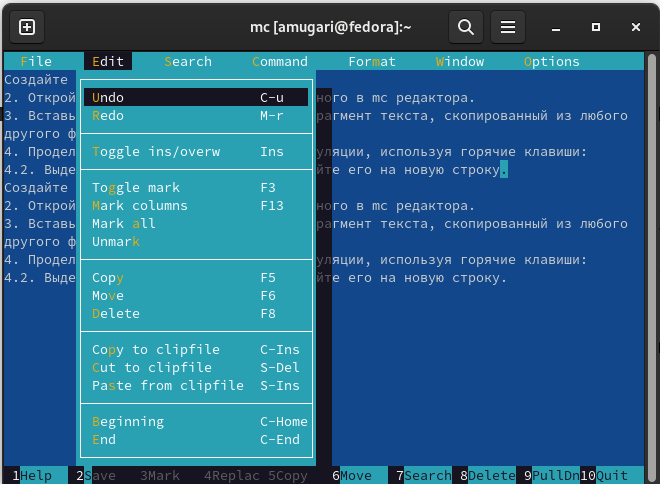 mc [amugari@fedora]:~
File Edit Search Command Format Window Options
Создайте
2. Открой ного в mc редактора.
3. Вставь рагмент текста, скопированный из любого
другого ф
4. Продел уляции, используя горячие клавиши:
4.2. Выде йте его на новую строку.
Создайте
2. Открой ного в mc редактора.
3. Вставь рагмент текста, скопированный из любого
другого ф
4. Продел уляции, используя горячие клавиши:
4.2. Выде йте его на новую строку.
Undo C-u
Redo M-r
Toggle ins/overw Ins
Toggle mark F3
Mark columns F13
Mark all
Unmark
Copy F5
Move F6
Delete F8
Copy to clipfile C-Ins
Cut to clipfile S-Del
Paste from clipfile S-Ins
Beginning C-Home
End C-End
1Help 2Save 3Mark 4Replac 5Copy 6Move 7Search 8Delete 9PullDn 10Quit